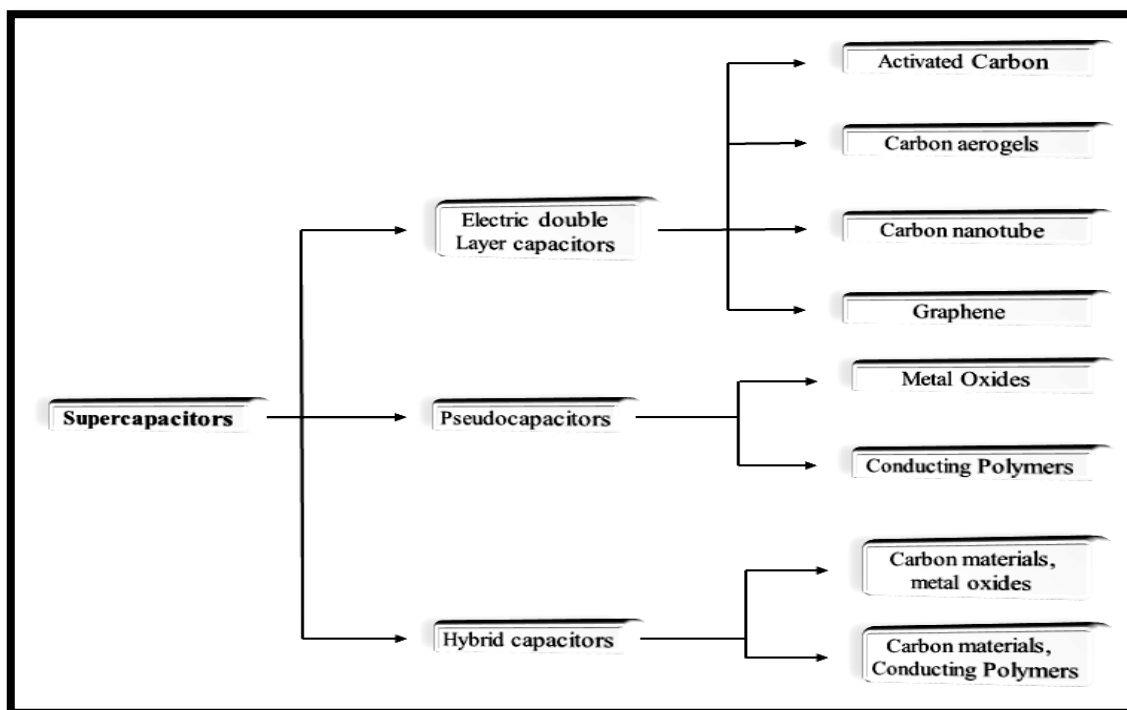 Supercapacitors
Electric double
Layer capacitors
Activated Carbon
Carbon aerogels
Carbon nanotube
Graphene
Pseudocapacitors
Metal Oxides
Conducting Polymers
Hybrid capacitors
Carbon materials,
metal oxides
Carbon materials,
Conducting Polymers